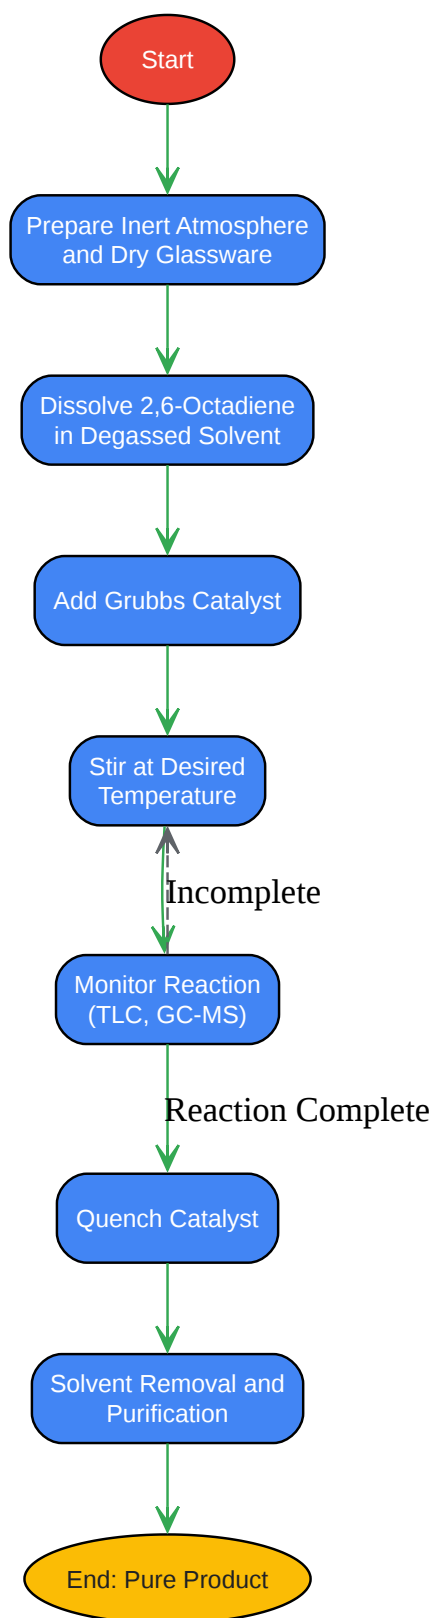 Start
Prepare Inert Atmosphere
and Dry Glassware
Dissolve 2,6-Octadiene
in Degassed Solvent
Add Grubbs Catalyst
Stir at Desired
Temperature
Incomplete
Monitor Reaction
(TLC, GC-MS)
Reaction Complete
Quench Catalyst
Solvent Removal and
Purification
End: Pure Product